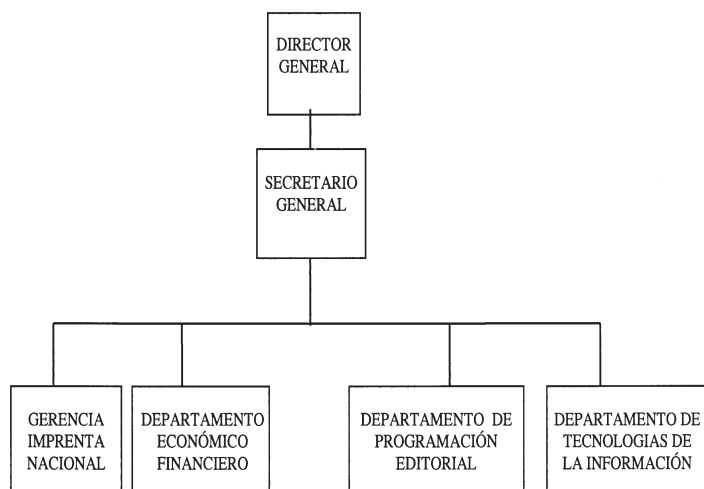 DIRECTOR
GENERAL
SECRETARIO
GENERAL
GERENCIA
IMPRENTA
NACIONAL
DEPARTAMENTO
ECONÓMICO
FINANCIERO
DEPARTAMENTO DE
PROGRAMACIÓN
EDITORIAL
DEPARTAMENTO DE
TECNOLOGIAS DE
LA INFORMACIÓN